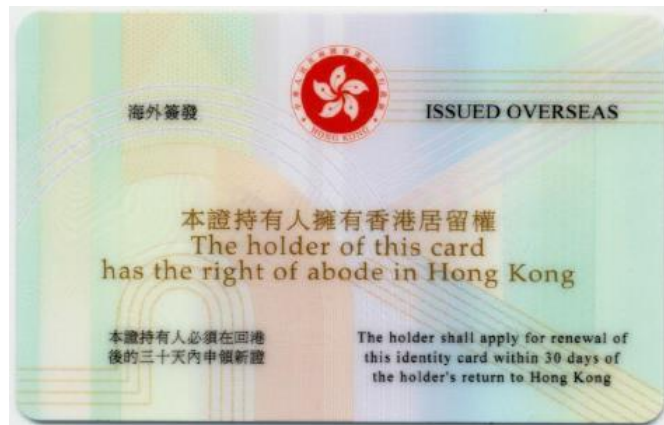 海外簽發
ISSUED OVERSEAS
HONG KONG
本證持有人擁有香港居留權
The holder of this card
has the right of abode in Hong Kong
本證持有人必須在回港
後的三十天內申領新證
The holder shall apply for renewal of
this identity card within 30 days of
the holder's return to Hong Kong